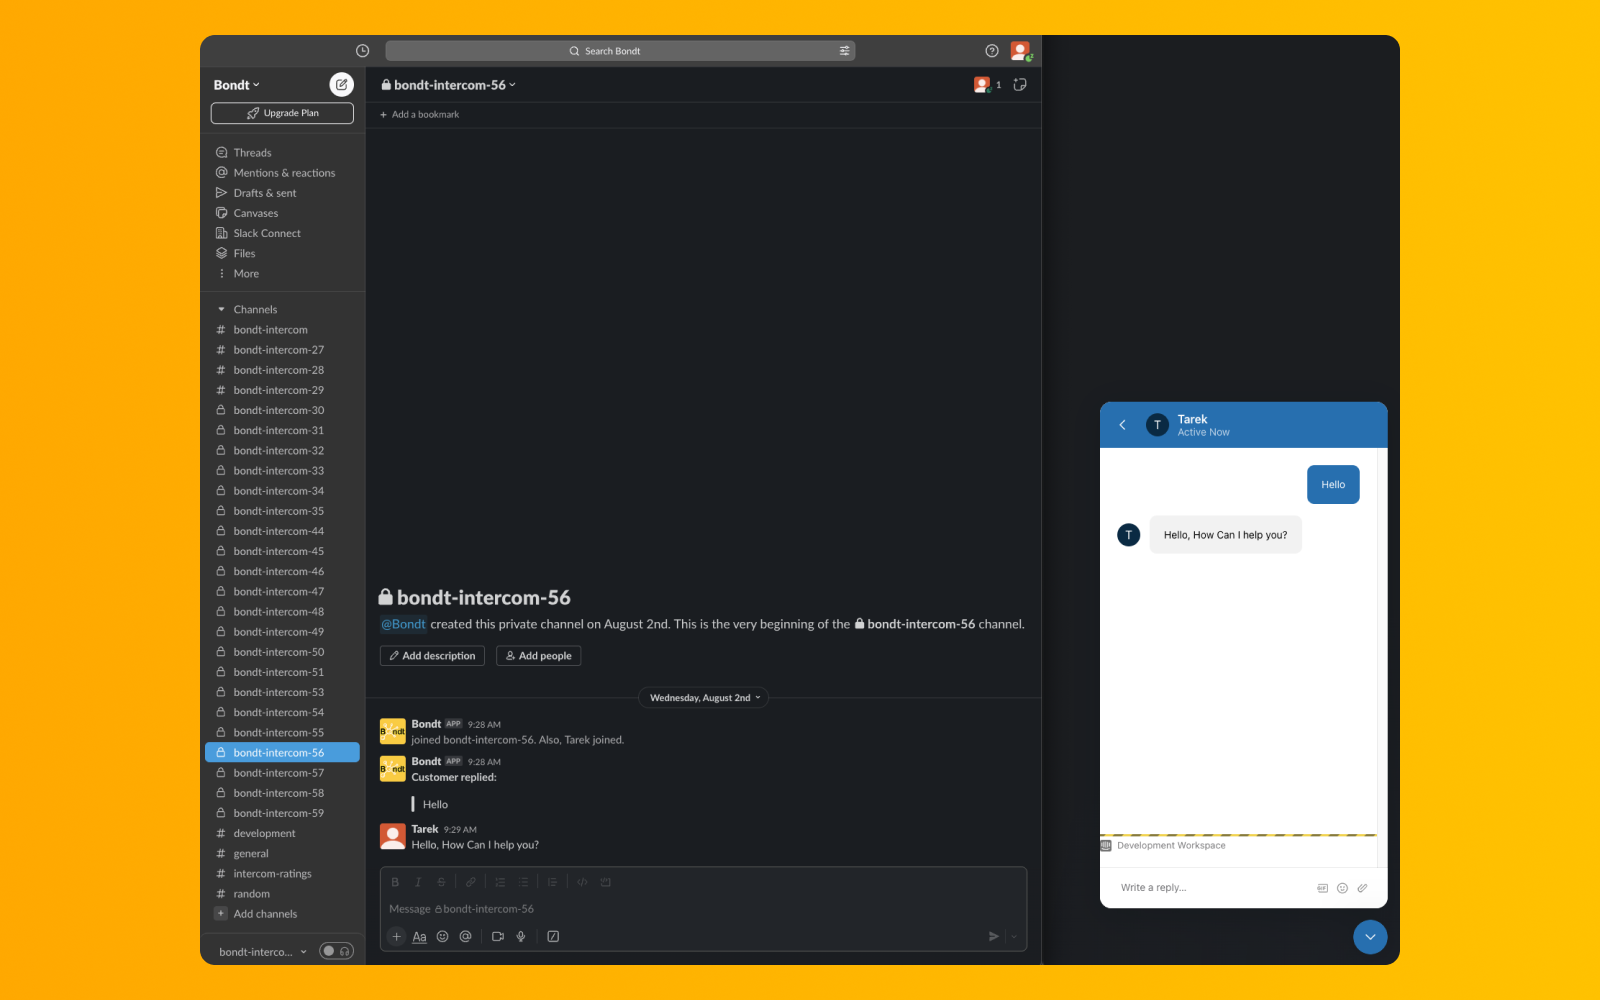 Search Bondt
Bondt
Upgrade Plan
Threads
Mentions & reactions
Drafts & sent
Canvases
Slack Connect
Files
More
Channels
bondt-intercom
bondt-intercom-27
bondt-intercom-28
bondt-intercom-29
bondt-intercom-30
bondt-intercom-31
bondt-intercom-32
bondt-intercom-33
bondt-intercom-34
bondt-intercom-35
bondt-intercom-44
bondt-intercom-45
bondt-intercom-46
bondt-intercom-47
bondt-intercom-48
bondt-intercom-49
bondt-intercom-50
bondt-intercom-51
bondt-intercom-53
bondt-intercom-54
bondt-intercom-55
bondt-intercom-56
bondt-intercom-57
bondt-intercom-58
bondt-intercom-59
development
general
intercom-ratings
random
+ Add channels
bondt-interco...
bondt-intercom-56
1
+ Add a bookmark
bondt-intercom-56
@Bondt created this private channel on August 2nd. This is the very beginning of the bondt-intercom-56 channel.
Add description
Add people
Wednesday, August 2nd
Bondt APP 9:28 AM
joined bondt-intercom-56. Also, Tarek joined.
Bondt APP 9:28 AM
Customer replied:
Hello
Tarek 9:29 AM
Hello, How Can I help you?
B I S
Message bondt-intercom-56
+ Aa @
T
Tarek
Active Now
Hello
T
Hello, How Can I help you?
Development Workspace
Write a reply...
GIF